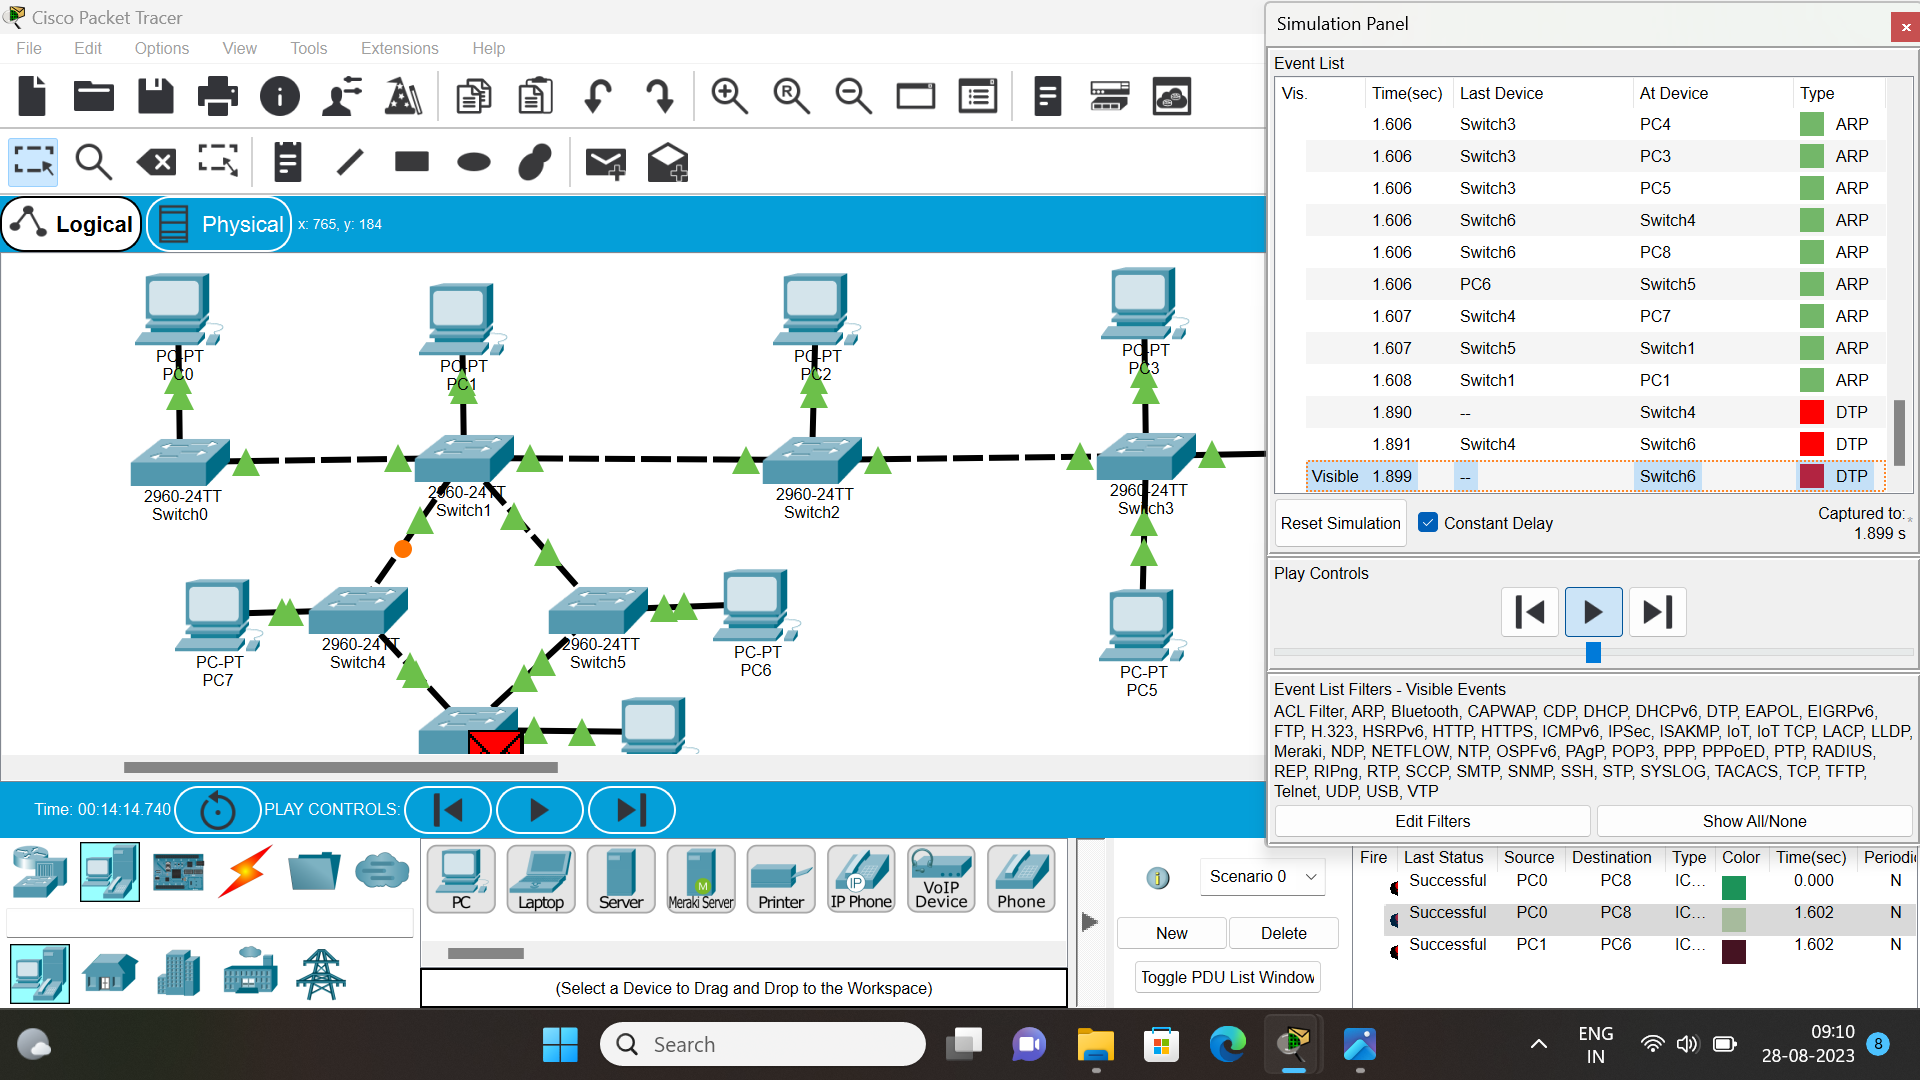 Cisco Packet Tracer
File Edit Options View Tools Extensions Help
Logical
Physical
x: 765, y: 184
PC-PT
PC0
PC-PT
PC1
PC-PT
PC2
PC-PT
PC3
2960-24TT
Switch0
2960-24TT
Switch1
2960-24TT
Switch2
2960-24TT
Switch3
PC-PT
PC7
2960-24TT
Switch4
2960-24TT
Switch5
PC-PT
PC6
PC-PT
PC5
Time: 00:14:14.740
PLAY CONTROLS:
PC
Laptop
Server
M
Meraki Server
Printer
IP
IP Phone
VoIP
Device
Phone
(Select a Device to Drag and Drop to the Workspace)
Simulation Panel
Event List
Vis. Time(sec) Last Device At Device Type
1.606 Switch3 PC4 ARP
1.606 Switch3 PC3 ARP
1.606 Switch3 PC5 ARP
1.606 Switch6 Switch4 ARP
1.606 Switch6 PC8 ARP
1.606 PC6 Switch5 ARP
1.607 Switch4 PC7 ARP
1.607 Switch5 Switch1 ARP
1.608 Switch1 PC1 ARP
1.890 -- Switch4 DTP
1.891 Switch4 Switch6 DTP
Visible 1.899 -- Switch6 DTP
Reset Simulation
Constant Delay
Captured to: *
1.899 s
Play Controls
Event List Filters - Visible Events
ACL Filter, ARP, Bluetooth, CAPWAP, CDP, DHCP, DHCPv6, DTP, EAPOL, EIGRPv6,
FTP, H.323, HSRPv6, HTTP, HTTPS, ICMPv6, IPSec, ISAKMP, IoT, IoT TCP, LACP, LLDP,
Meraki, NDP, NETFLOW, NTP, OSPFv6, PAgP, POP3, PPP, PPPoED, PTP, RADIUS,
REP, RIPng, RTP, SCCP, SMTP, SNMP, SSH, STP, SYSLOG, TACACS, TCP, TFTP,
Telnet, UDP, USB, VTP
Edit Filters
Show All/None
Scenario 0
New
Delete
Toggle PDU List Window
Fire Last Status Source Destination Type Color Time(sec) Periodi
Successful PC0 PC8 IC... 0.000 N
Successful PC0 PC8 IC... 1.602 N
Successful PC1 PC6 IC... 1.602 N
Search
ENG
IN
09:10
28-08-2023
8